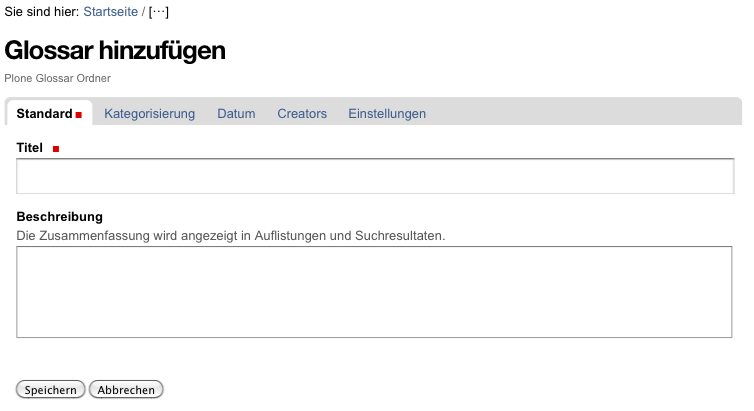 Sie sind hier: Startseite / [···]
Glossar hinzufügen
Plone Glossar Ordner
Standard Kategorisierung Datum Creators Einstellungen
Titel
Beschreibung
Die Zusammenfassung wird angezeigt in Auflistungen und Suchresultaten.
Speichern Abbrechen